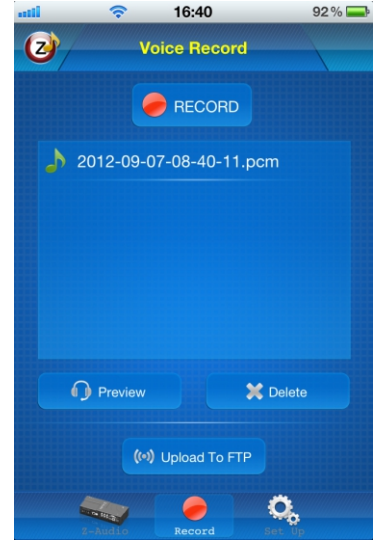 16:40 92%
Z
Voice Record
RECORD
2012-09-07-08-40-11.pcm
Preview Delete
Upload To FTP
Z-Audio Record Set Up